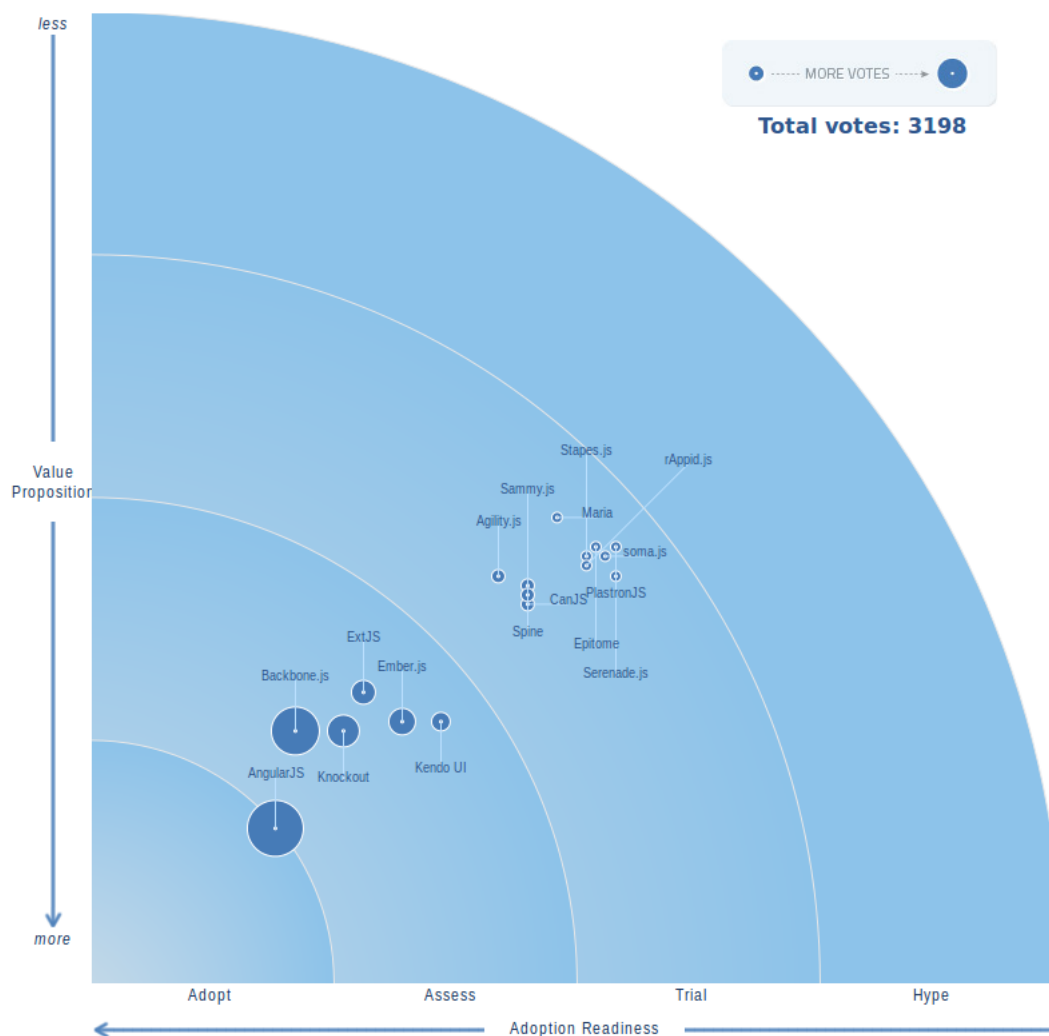 less
MORE VOTES
Total votes: 3198
Value
Proposition
Stapes.js
rAppid.js
Sammy.js
Maria
Agility.js
soma.js
CanJS
PlastronJS
Spine
Epitome
Serenade.js
ExtJS
Ember.js
Backbone.js
Kendo UI
AngularJS
Knockout
more
Adopt
Assess
Trial
Hype
Adoption Readiness